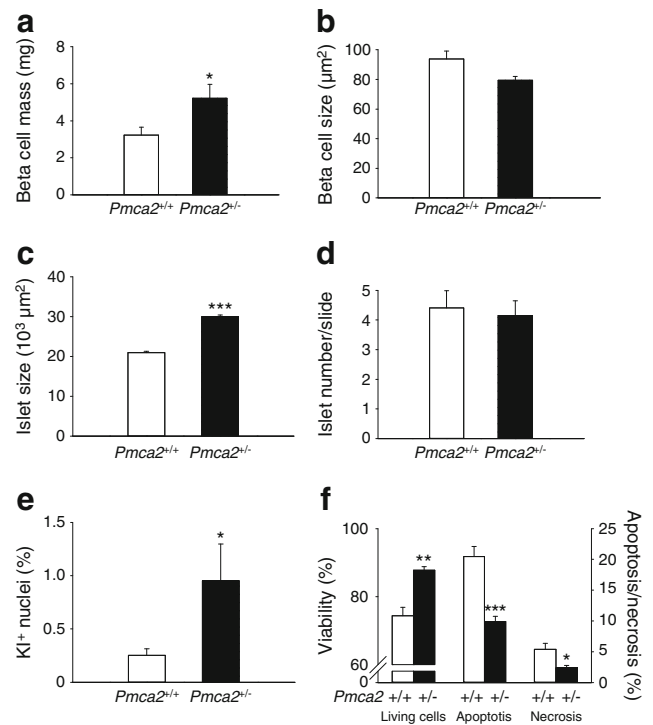 a
Beta cell mass (mg)
8
6
4
2
0
*
Pmca2+/+ Pmca2+/-
b
Beta cell size (µm²)
100
80
60
40
20
0
Pmca2+/+ Pmca2+/-
c
Islet size (10³ µm²)
40
30
20
10
0
***
Pmca2+/+ Pmca2+/-
d
Islet number/slide
5
4
3
2
1
0
Pmca2+/+ Pmca2+/-
e
KI+ nuclei (%)
1.5
1.0
0.5
0
*
Pmca2+/+ Pmca2+/-
f
Viability (%)
100
80
60
0
**
***
*
25
20
15
10
5
0
Apoptosis/necrosis (%)
Pmca2 +/+ +/- +/+ +/- +/+ +/-
Living cells Apoptotis Necrosis